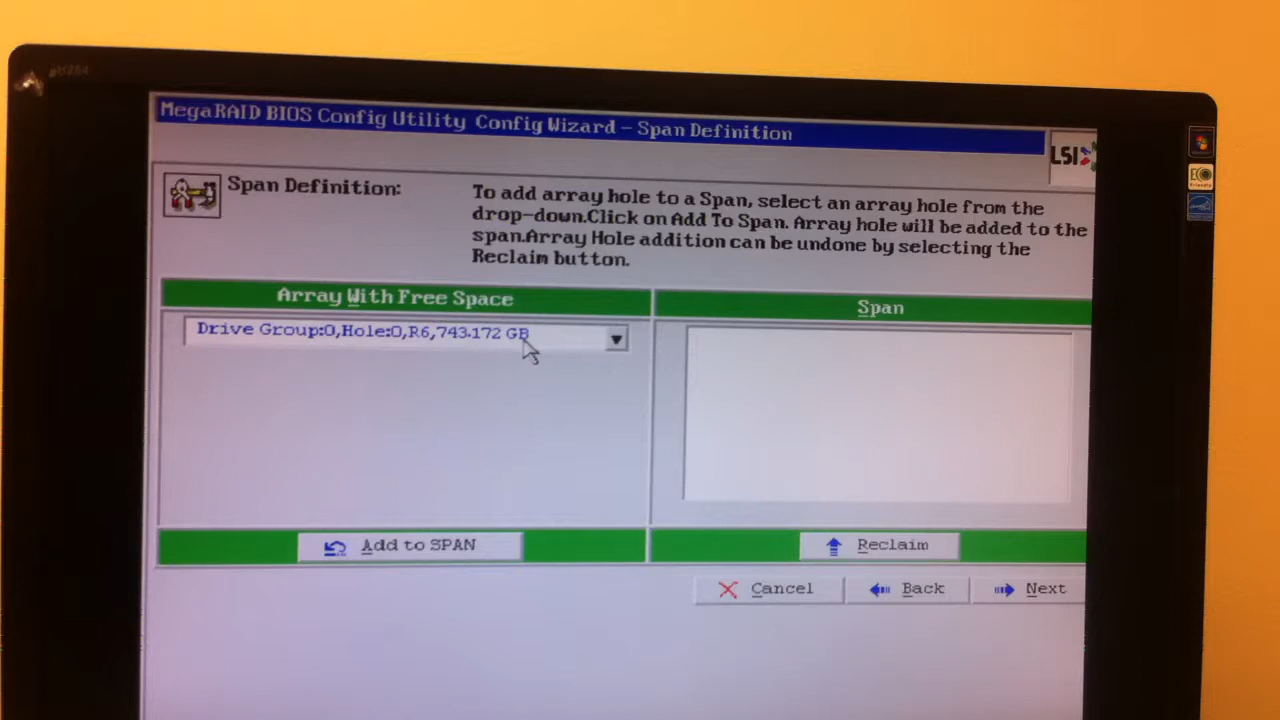 MegaRAID BIOS Config Utility Config Wizard - Span Definition
LSI
Span Definition:
To add array hole to a Span, select an array hole from the
drop-down.Click on Add To Span. Array hole will be added to the
span.Array Hole addition can be undone by selecting the
Reclaim button.
Array With Free Space
Span
Drive Group:0,Hole:0,R6,743.172 GB
Add to SPAN
Reclaim
Cancel
Back
Next